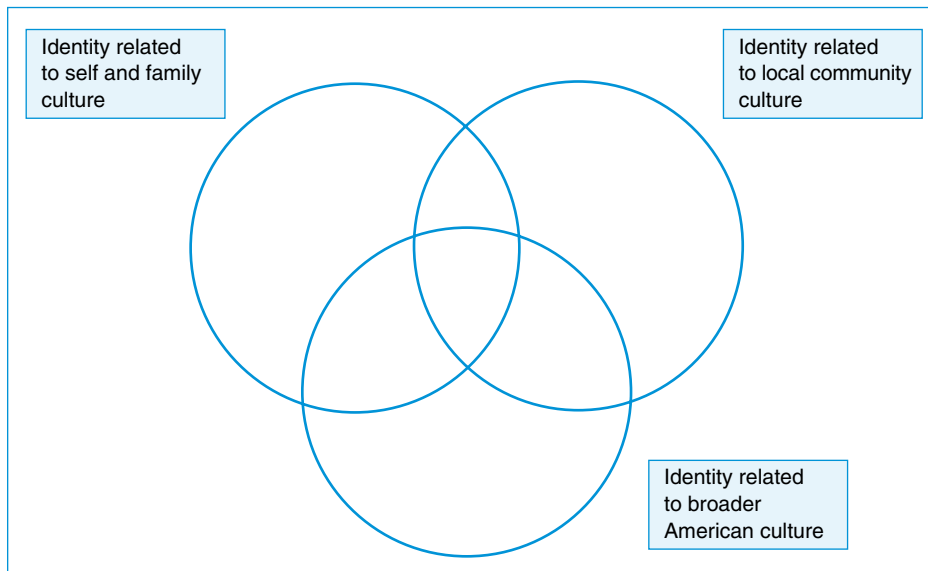 Identity related
to self and family
culture
Identity related
to local community
culture
Identity related
to broader
American culture